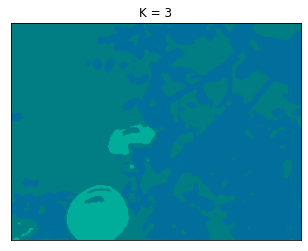 K = 3